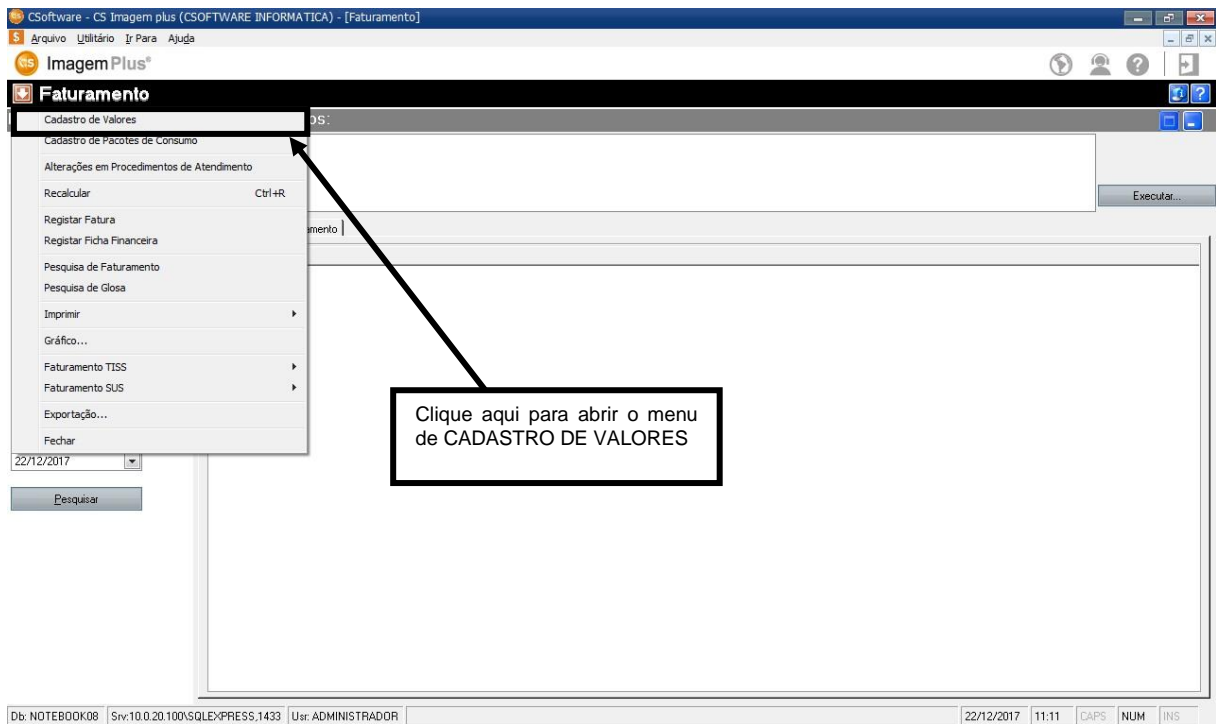 CSoftware - CS Imagem plus (CSOFTWARE INFORMATICA) - [Faturamento]
Arquivo Utilitário Ir Para Ajuda
CS ImagemPlus®
Faturamento
Cadastro de Valores
os:
Cadastro de Pacotes de Consumo
Alterações em Procedimentos de Atendimento
Recalcular Ctrl+R
Executar...
Registar Fatura
amento
Registar Ficha Financeira
Pesquisa de Faturamento
Pesquisa de Glosa
Imprimir
Gráfico...
Faturamento TISS
Faturamento SUS
Exportação...
Fechar
Clique aqui para abrir o menu
de CADASTRO DE VALORES
22/12/2017
Pesquisar
Db: NOTEBOOK08 Srv:10.0.20.100\SQLEXPRESS,1433 Usr: ADMINISTRADOR 22/12/2017 11:11 CAPS NUM INS